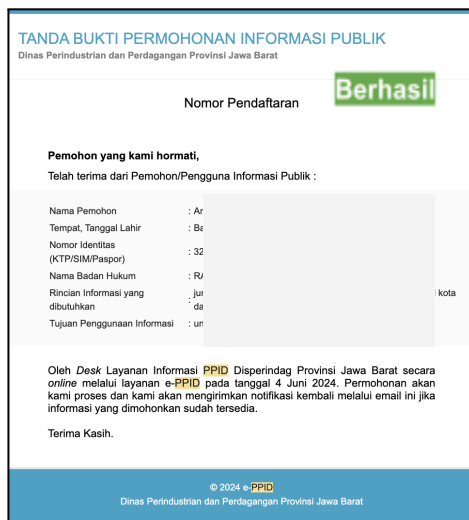 TANDA BUKTI PERMOHONAN INFORMASI PUBLIK
Dinas Perindustrian dan Perdagangan Provinsi Jawa Barat
Berhasil
Nomor Pendaftaran
Pemohon yang kami hormati,
Telah terima dari Pemohon/Pengguna Informasi Publik :
Nama Pemohon : Ar
Tempat, Tanggal Lahir : Ba
Nomor Identitas
(KTP/SIM/Paspor) : 32
Nama Badan Hukum : RA
Rincian Informasi yang : jur kota
dibutuhkan da
Tujuan Penggunaan Informasi : un
Oleh Desk Layanan Informasi PPID Disperindag Provinsi Jawa Barat secara
online melalui layanan e-PPID pada tanggal 4 Juni 2024. Permohonan akan
kami proses dan kami akan mengirimkan notifikasi kembali melalui email ini jika
informasi yang dimohonkan sudah tersedia.
Terima Kasih.
© 2024 e-PPID
Dinas Perindustrian dan Perdagangan Provinsi Jawa Barat